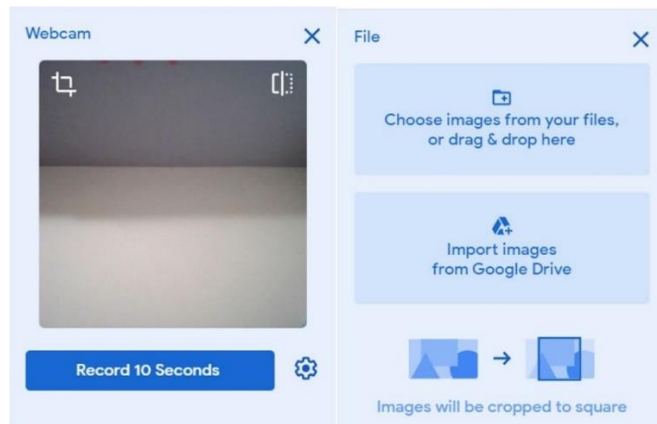 Webcam
Record 10 Seconds
File
Choose images from your files,
or drag & drop here
Import images
from Google Drive
Images will be cropped to square